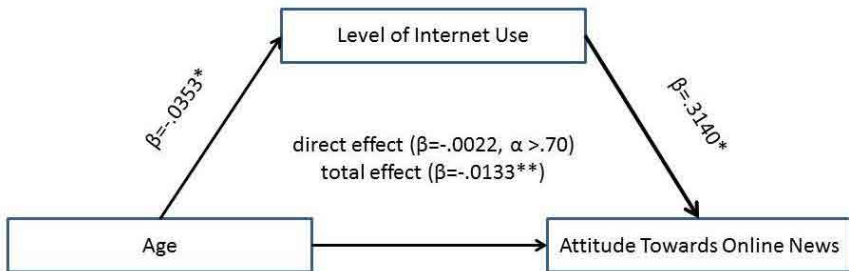 Level of Internet Use
β=-.0353*
β=.3140*
direct effect (β=-.0022, α >.70)
total effect (β=-.0133**)
Age
Attitude Towards Online News